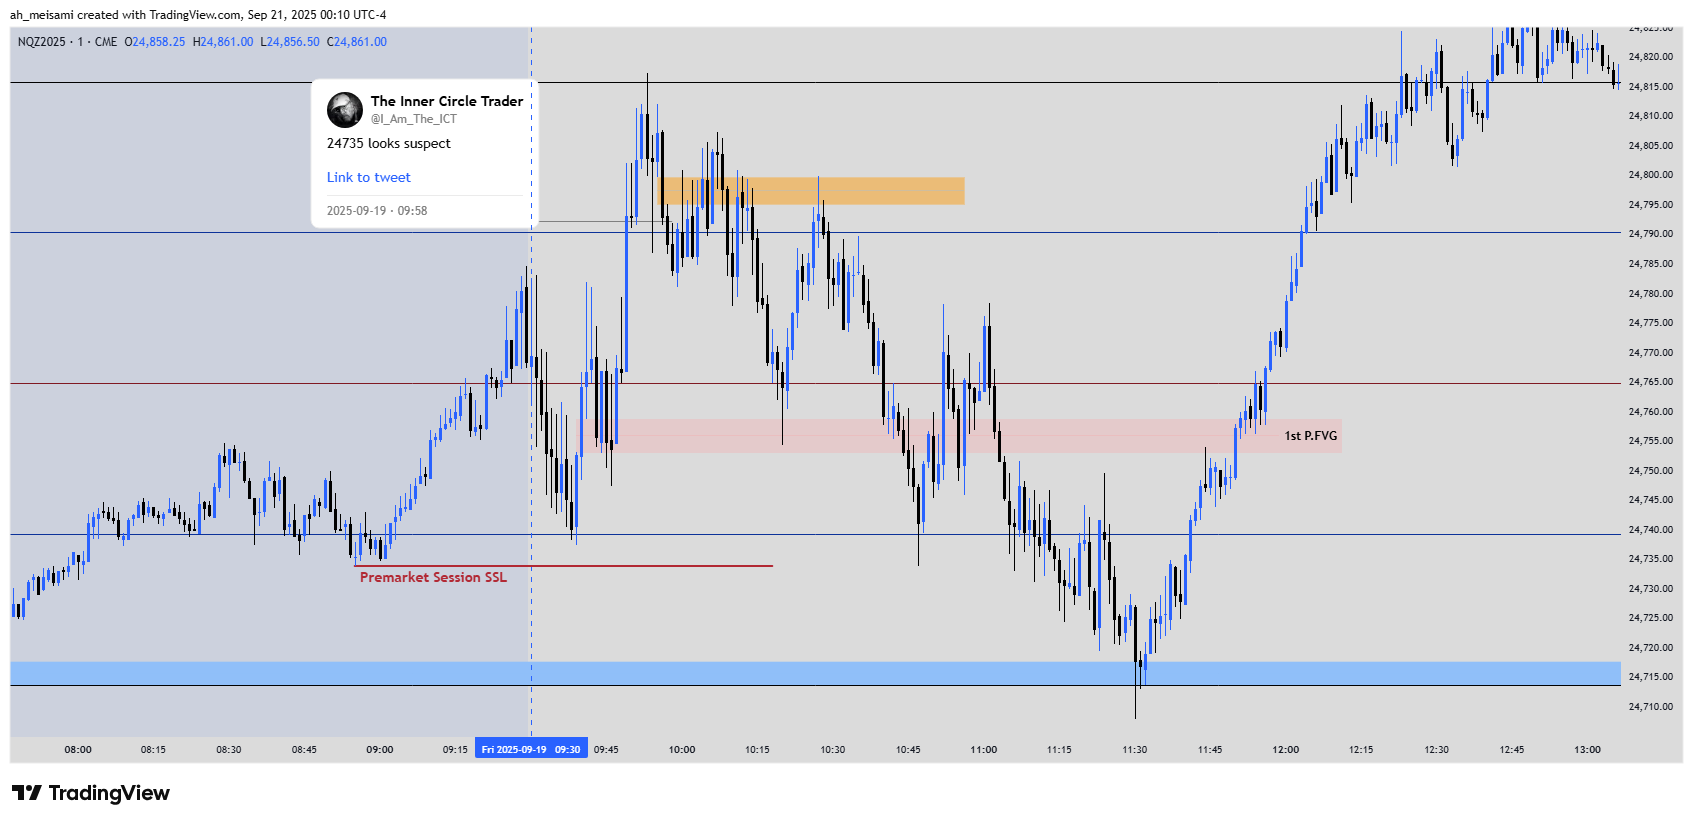 ah_meisami created with TradingView.com, Sep 21, 2025 00:10 UTC-4
NQZ2025 · 1 · CME O24,858.25 H24,861.00 L24,856.50 C24,861.00
The Inner Circle Trader
@I_Am_The_ICT
24735 looks suspect
Link to tweet
2025-09-19 · 09:58
1st P.FVG
Premarket Session SSL
24,825.00
24,820.00
24,815.00
24,810.00
24,805.00
24,800.00
24,795.00
24,790.00
24,785.00
24,780.00
24,775.00
24,770.00
24,765.00
24,760.00
24,755.00
24,750.00
24,745.00
24,740.00
24,735.00
24,730.00
24,725.00
24,720.00
24,715.00
24,710.00
08:00 08:15 08:30 08:45 09:00 09:15 Fri 2025-09-19 09:30 09:45 10:00 10:15 10:30 10:45 11:00 11:15 11:30 11:45 12:00 12:15 12:30 12:45 13:00
TradingView